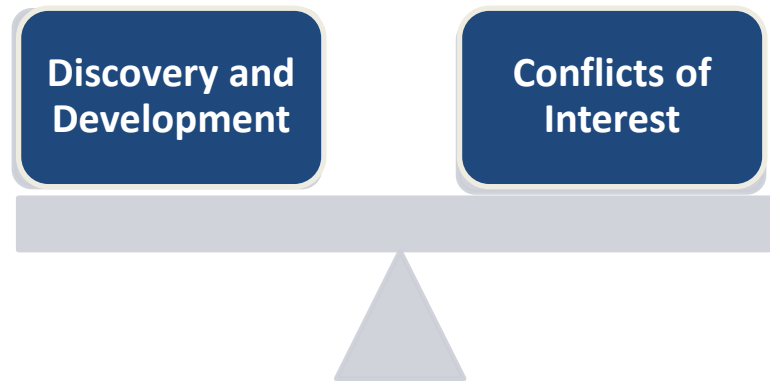 Discovery and
Development
Conflicts of
Interest